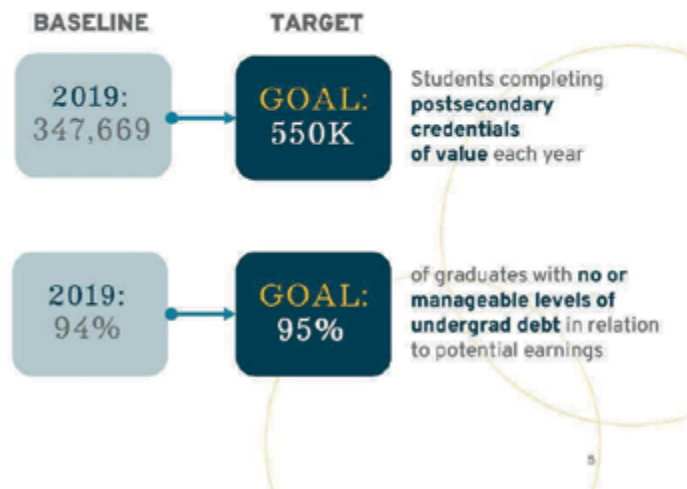 BASELINE
TARGET
2019:
347,669
GOAL:
550K
Students completing
postsecondary
credentials
of value each year
2019:
94%
GOAL:
95%
of graduates with no or
manageable levels of
undergrad debt in relation
to potential earnings
5